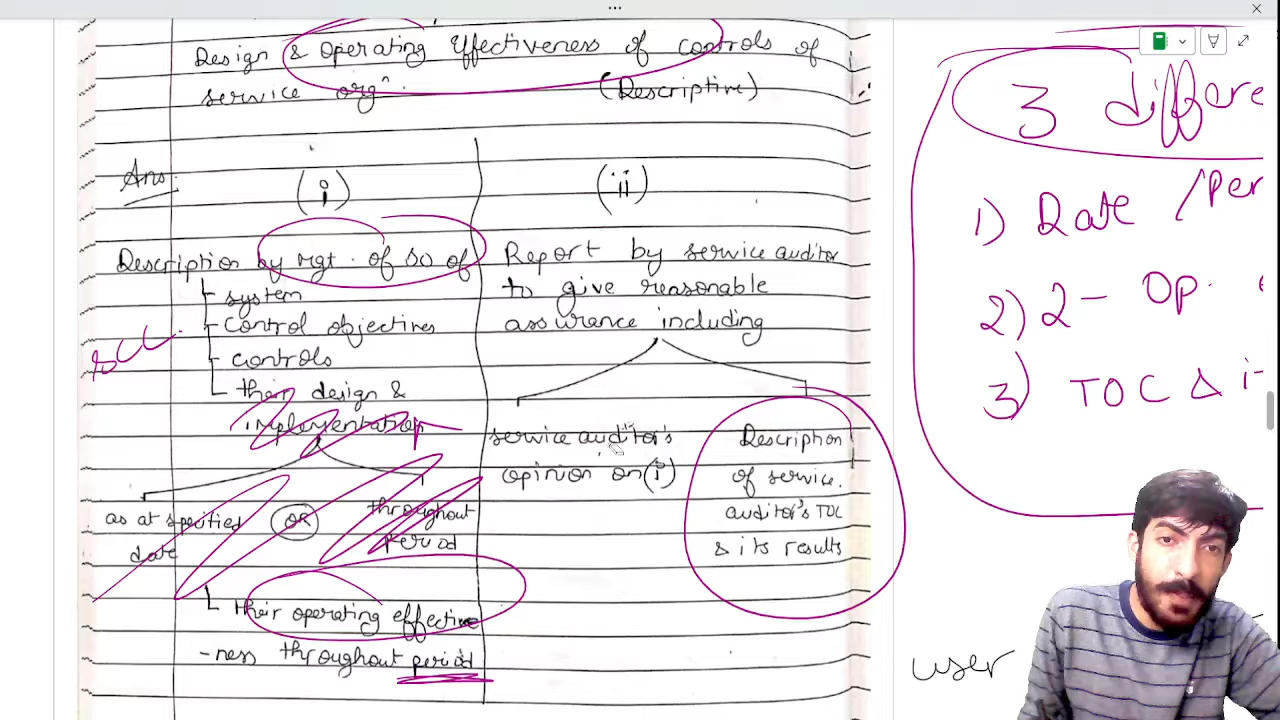 Design & operating Effectiveness of controls of
service orgⁿ. (Descriptive)
Ans
(i)
Description by mgt. of SO of
system
control objectives
controls
their design &
implementation
as at specified
date
OR
throughout
period
their operating effective
-ness throughout period
(ii)
Report by service auditor
to give reasonable
assurance including
service auditor's
opinion on (i)
Description
of service
auditor's TOC
& its results
3 differe
1) Date / Per
2) 2 - Op.
3) TOC & i
user